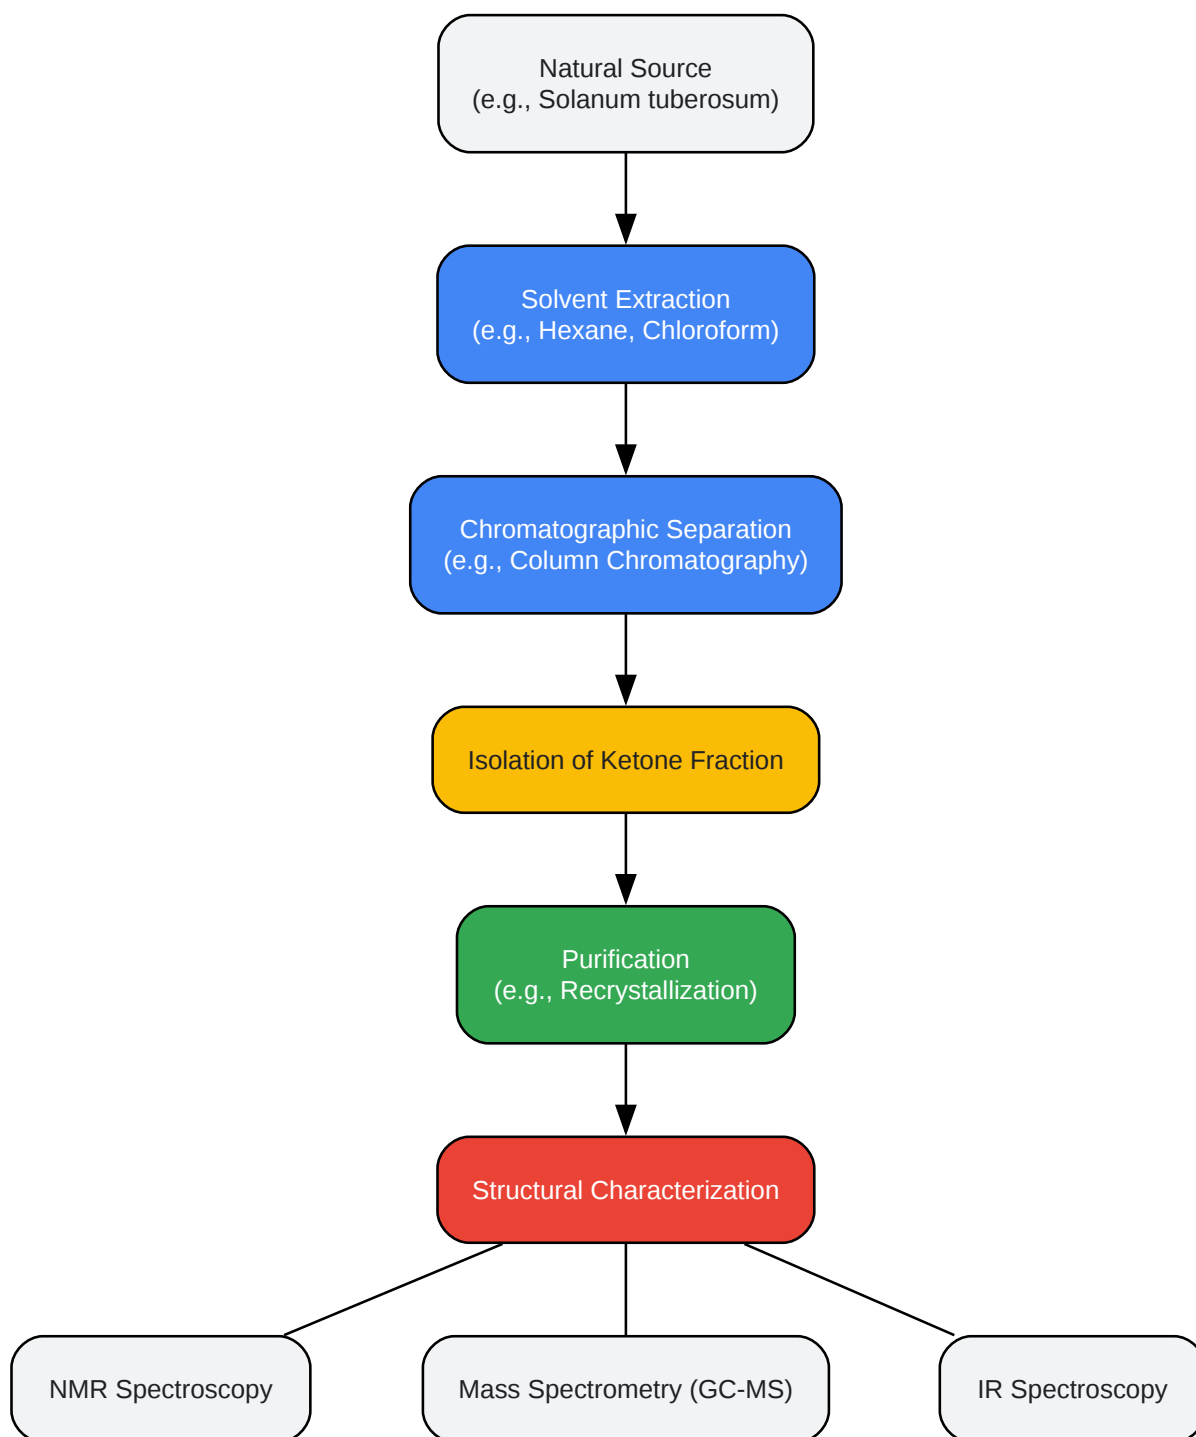 Natural Source
(e.g., Solanum tuberosum)
Solvent Extraction
(e.g., Hexane, Chloroform)
Chromatographic Separation
(e.g., Column Chromatography)
Isolation of Ketone Fraction
Purification
(e.g., Recrystallization)
Structural Characterization
NMR Spectroscopy
Mass Spectrometry (GC-MS)
IR Spectroscopy